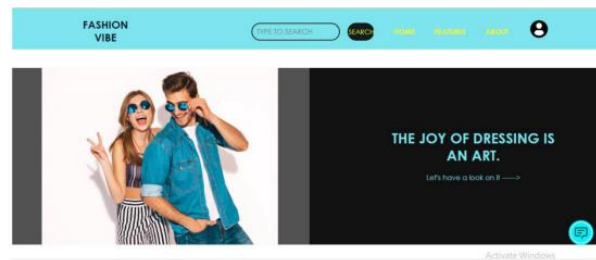 FASHION
VIBE
TYPE TO SEARCH
SEARCH
HOME
FEATURES
ABOUT
THE JOY OF DRESSING IS
AN ART.
Let's have a look on it ----->
Activate Windows